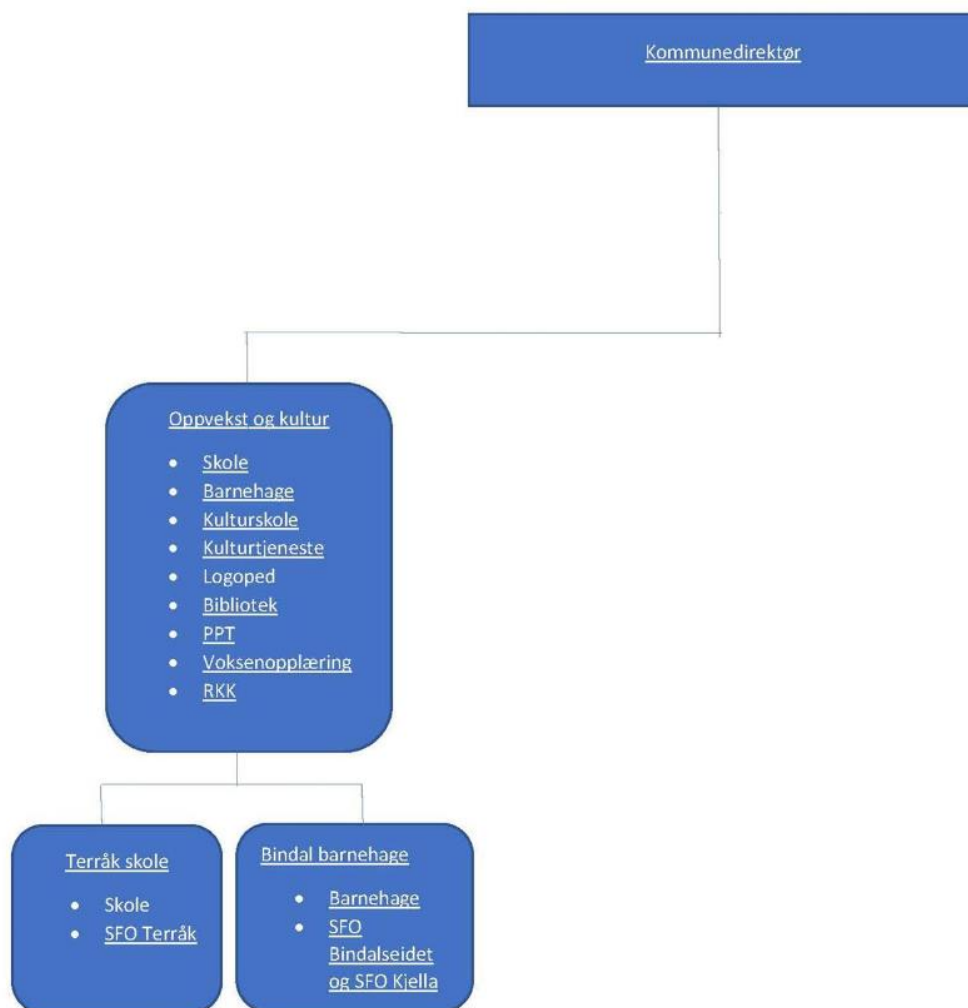 Kommunedirektør
Oppvekst og kultur
• Skole
• Barnehage
• Kulturskole
• Kulturtjeneste
• Logoped
• Bibliotek
• PPT
• Voksenopplæring
• RKK
Terråk skole
• Skole
• SFO Terråk
Bindal barnehage
• Barnehage
• SFO
Bindalseidet
og SFO Kjella